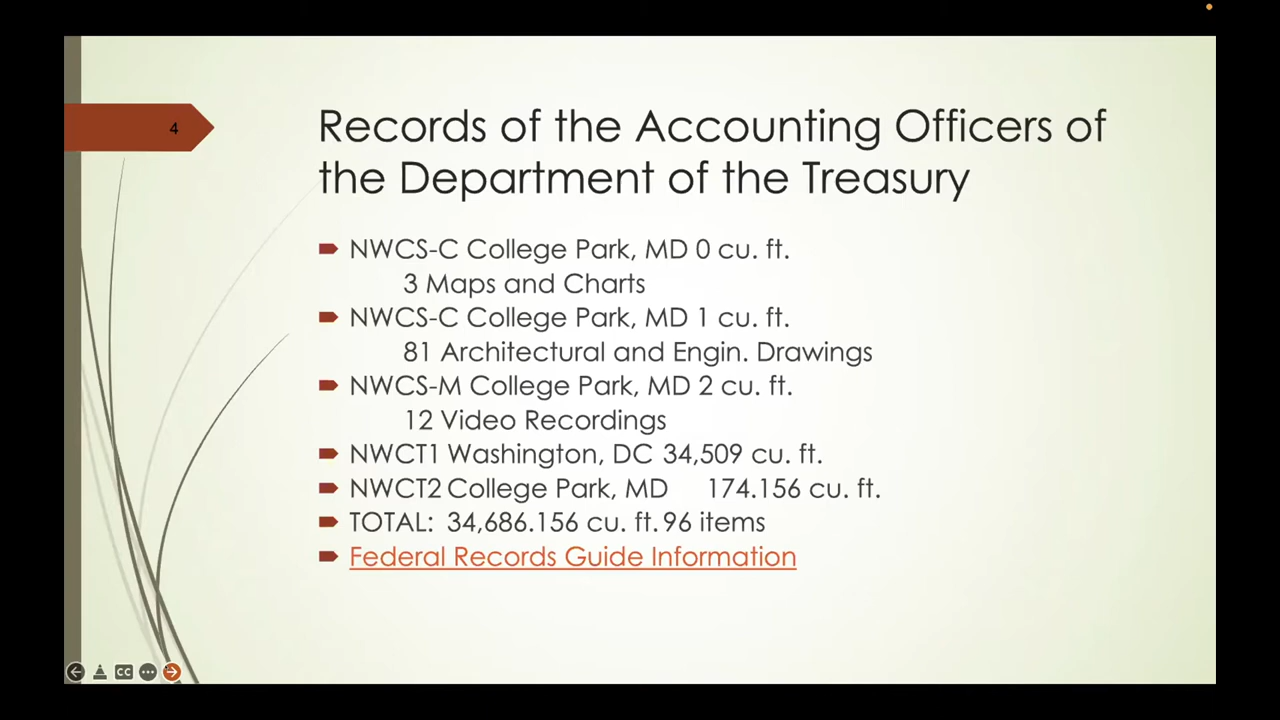 4
Records of the Accounting Officers of
the Department of the Treasury
NWCS-C College Park, MD 0 cu. ft.
3 Maps and Charts
NWCS-C College Park, MD 1 cu. ft.
81 Architectural and Engin. Drawings
NWCS-M College Park, MD 2 cu. ft.
12 Video Recordings
NWCT1 Washington, DC 34,509 cu. ft.
NWCT2 College Park, MD 174.156 cu. ft.
TOTAL: 34,686.156 cu. ft. 96 items
Federal Records Guide Information
CC